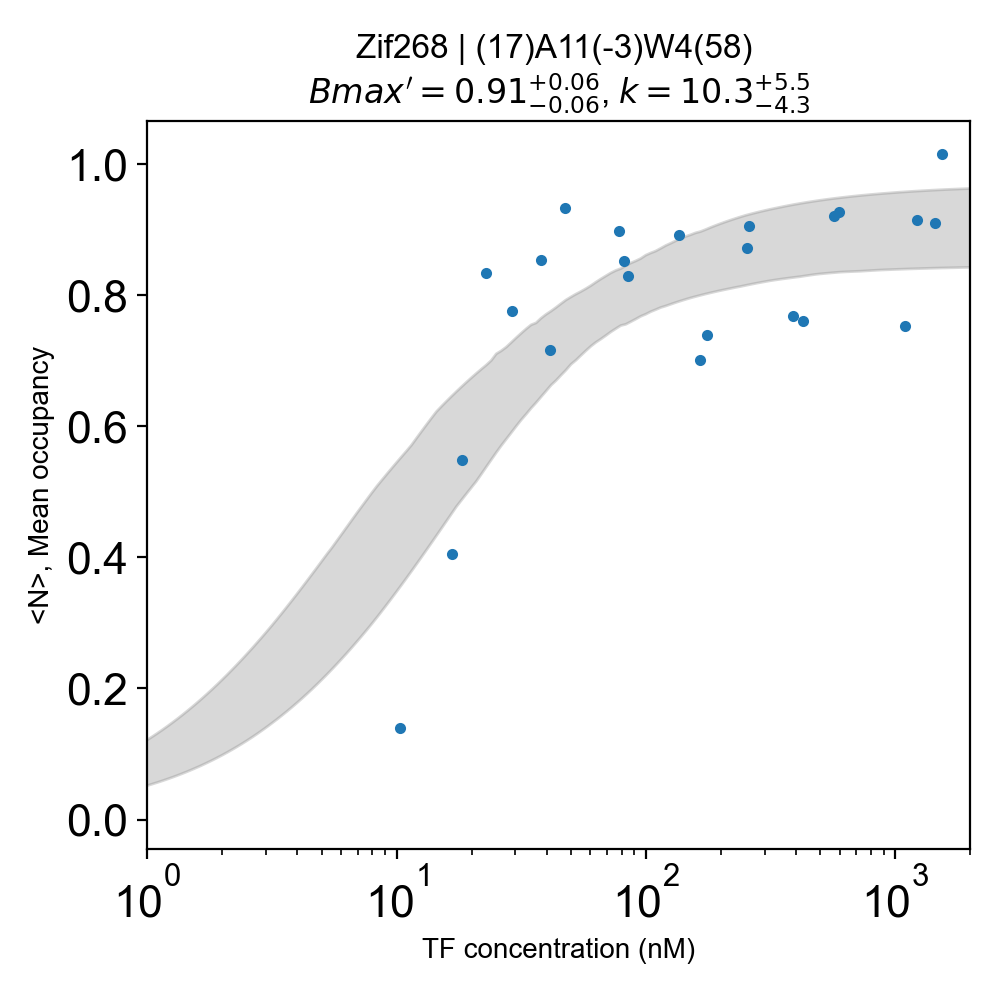 Zif268 | (17)A11(-3)W4(58)
Bmax′ = 0.91 +0.06 −0.06, k = 10.3 +5.5 −4.3
1.0
0.8
0.6
0.4
0.2
0.0
<N>, Mean occupancy
10^0 10^1 10^2 10^3
TF concentration (nM)